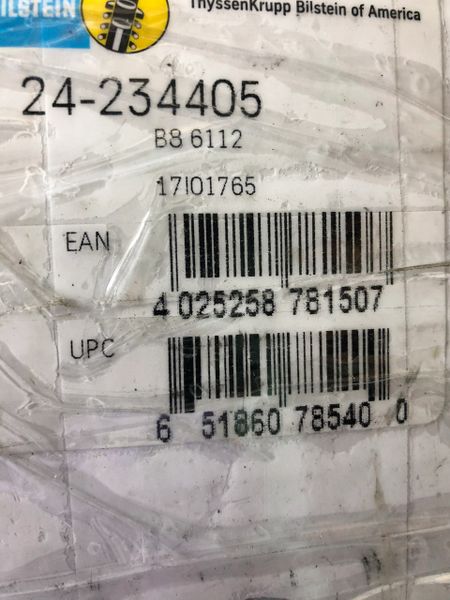 ILSTEIN
ThyssenKrupp Bilstein of America
24-234405
B8 6112
17I01765
EAN
4 025258 781507
UPC
6 51860 78540 0